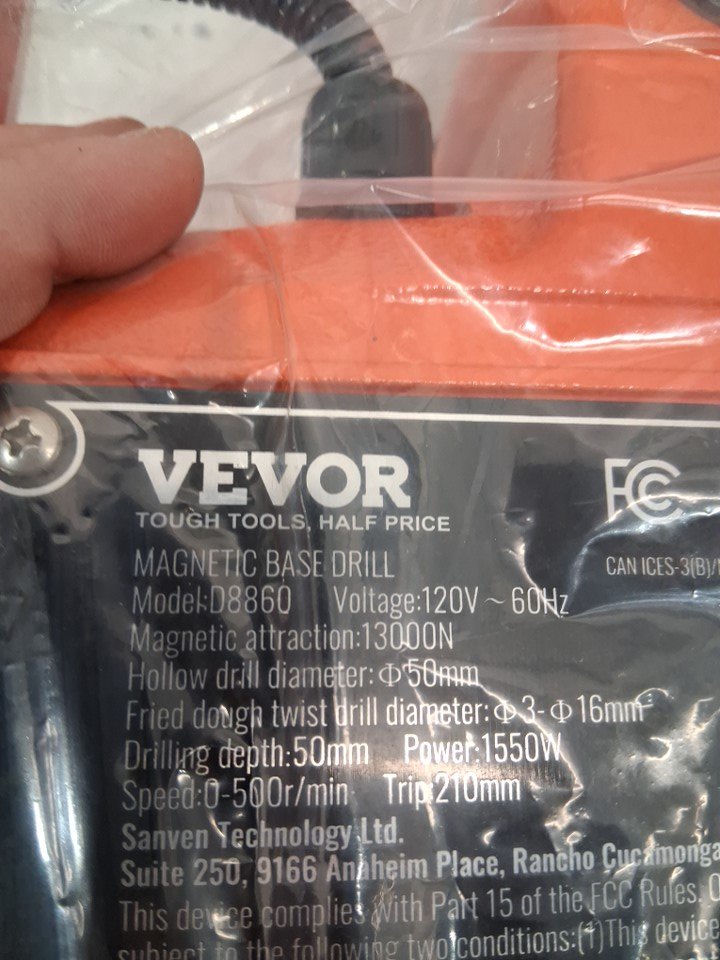 VEVOR
TOUGH TOOLS, HALF PRICE
FC
CAN ICES-3(B)/
MAGNETIC BASE DRILL
Model:D8860 Voltage:120V ~ 60Hz
Magnetic attraction:13000N
Hollow drill diameter:Φ50mm
Fried dough twist drill diameter:Φ3-Φ16mm
Drilling depth:50mm Power:1550W
Speed:0-500r/min Trip:210mm
Sanven Technology Ltd.
Suite 250, 9166 Anaheim Place, Rancho Cucamonga
This device complies with Part 15 of the FCC Rules.
subject to the following two conditions:(1)This device